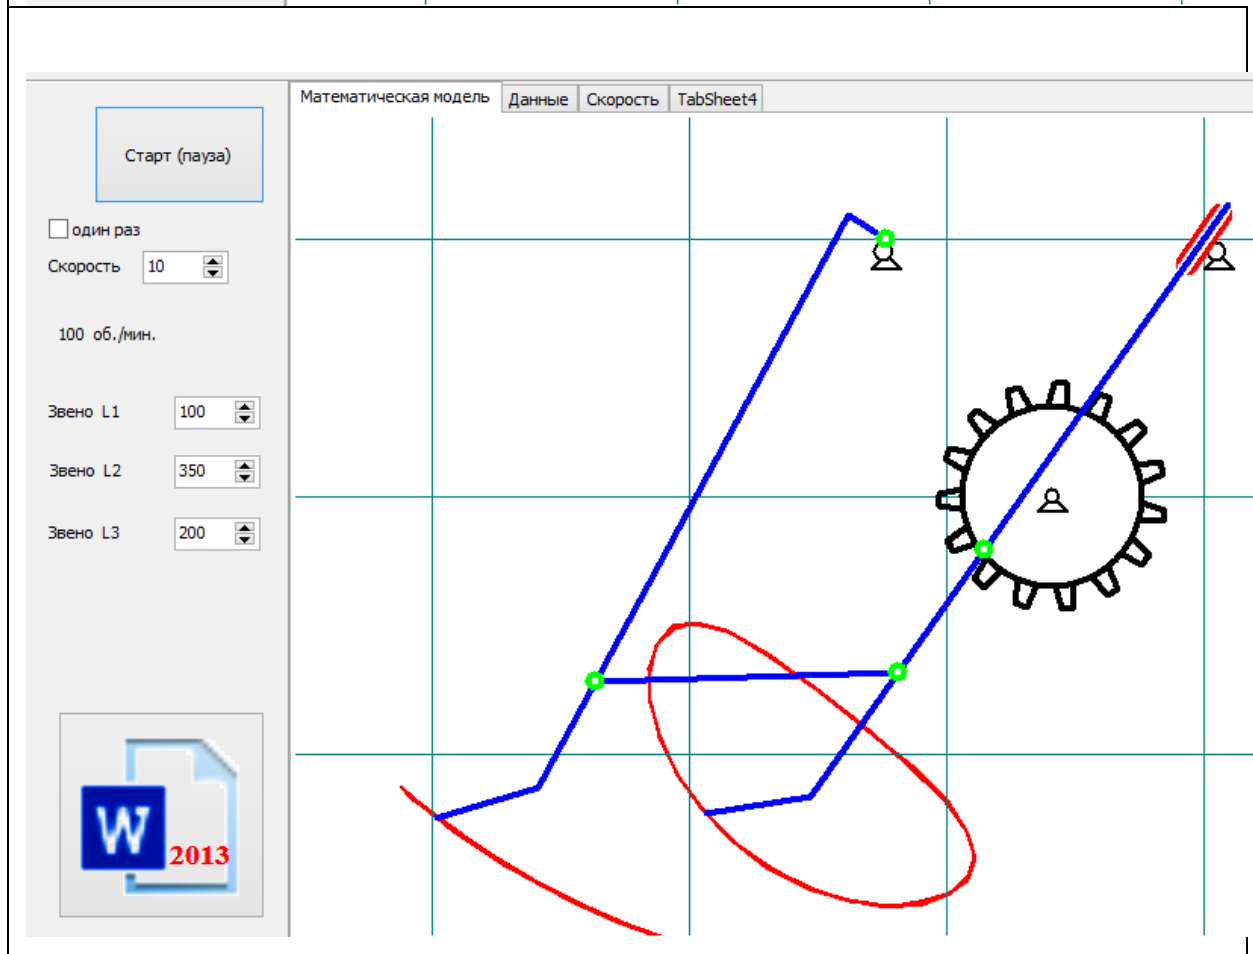 Математическая модель Данные Скорость TabSheet4
Старт (пауза)
один раз
Скорость 10
100 об./мин.
Звено L1 100
Звено L2 350
Звено L3 200
W
2013